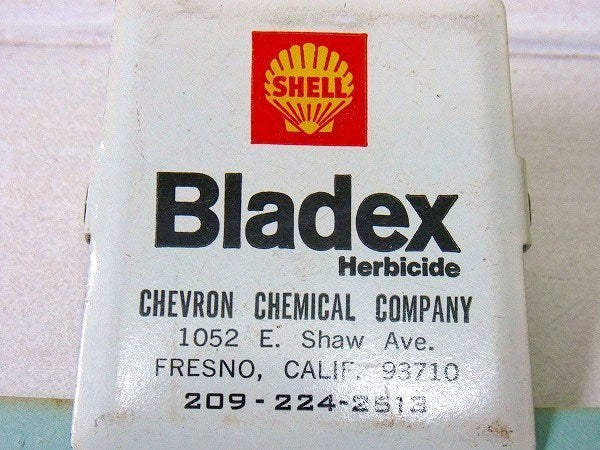 SHELL
Bladex
Herbicide
CHEVRON CHEMICAL COMPANY
1052 E. Shaw Ave.
FRESNO, CALIF. 93710
209-224-2513